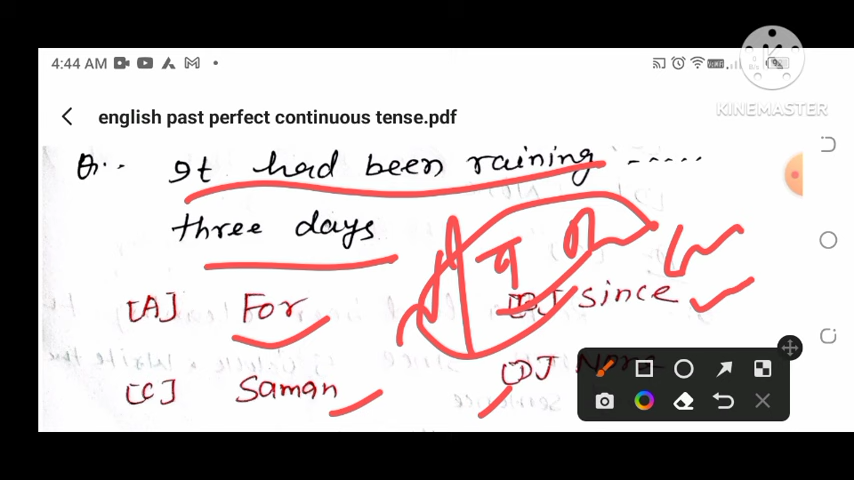 4:44 AM
KINEMASTER
english past perfect continuous tense.pdf
Q.. It had been raining .....
three days
[A] For
[B] since
[C] Saman
[D] None